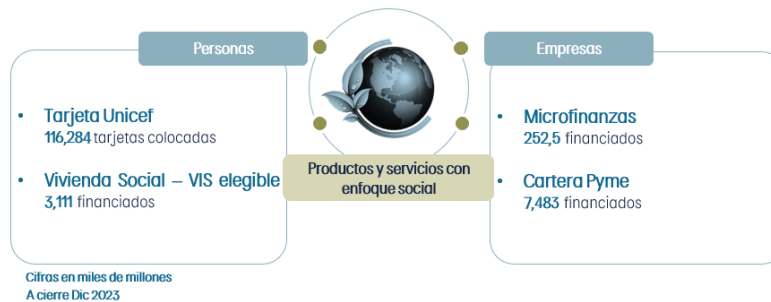 Personas
• Tarjeta Unicef
116,284 tarjetas colocadas
• Vivienda Social – VIS elegible
3,111 financiados
Productos y servicios con
enfoque social
Empresas
• Microfinanzas
252,5 financiados
• Cartera Pyme
7,483 financiados
Cifras en miles de millones
A cierre Dic 2023